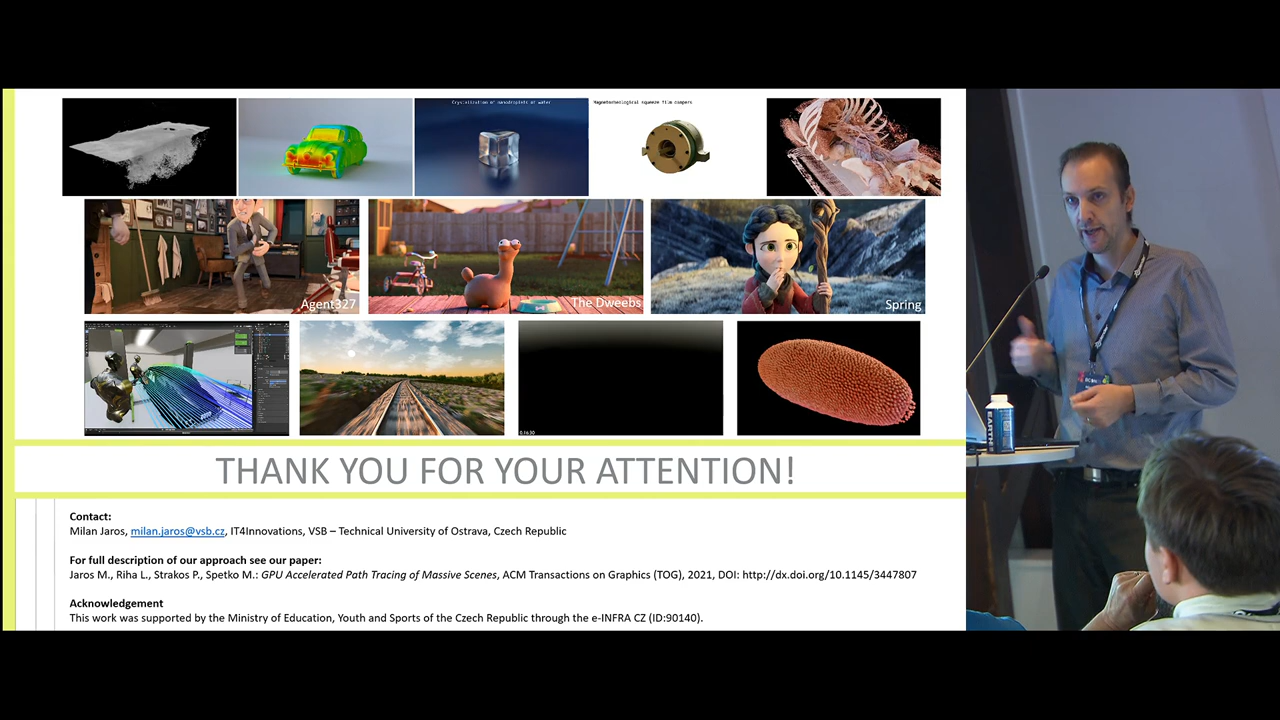 Crystallization of nanodroplets of water
Magnetorheological squeeze film dampers
Agent327
The Dweebs
Spring
0.1630
THANK YOU FOR YOUR ATTENTION!
Contact:
Milan Jaros, milan.jaros@vsb.cz, IT4Innovations, VSB – Technical University of Ostrava, Czech Republic
For full description of our approach see our paper:
Jaros M., Riha L., Strakos P., Spetko M.: GPU Accelerated Path Tracing of Massive Scenes, ACM Transactions on Graphics (TOG), 2021, DOI: http://dx.doi.org/10.1145/3447807
Acknowledgement
This work was supported by the Ministry of Education, Youth and Sports of the Czech Republic through the e-INFRA CZ (ID:90140).
EARTH
BCON